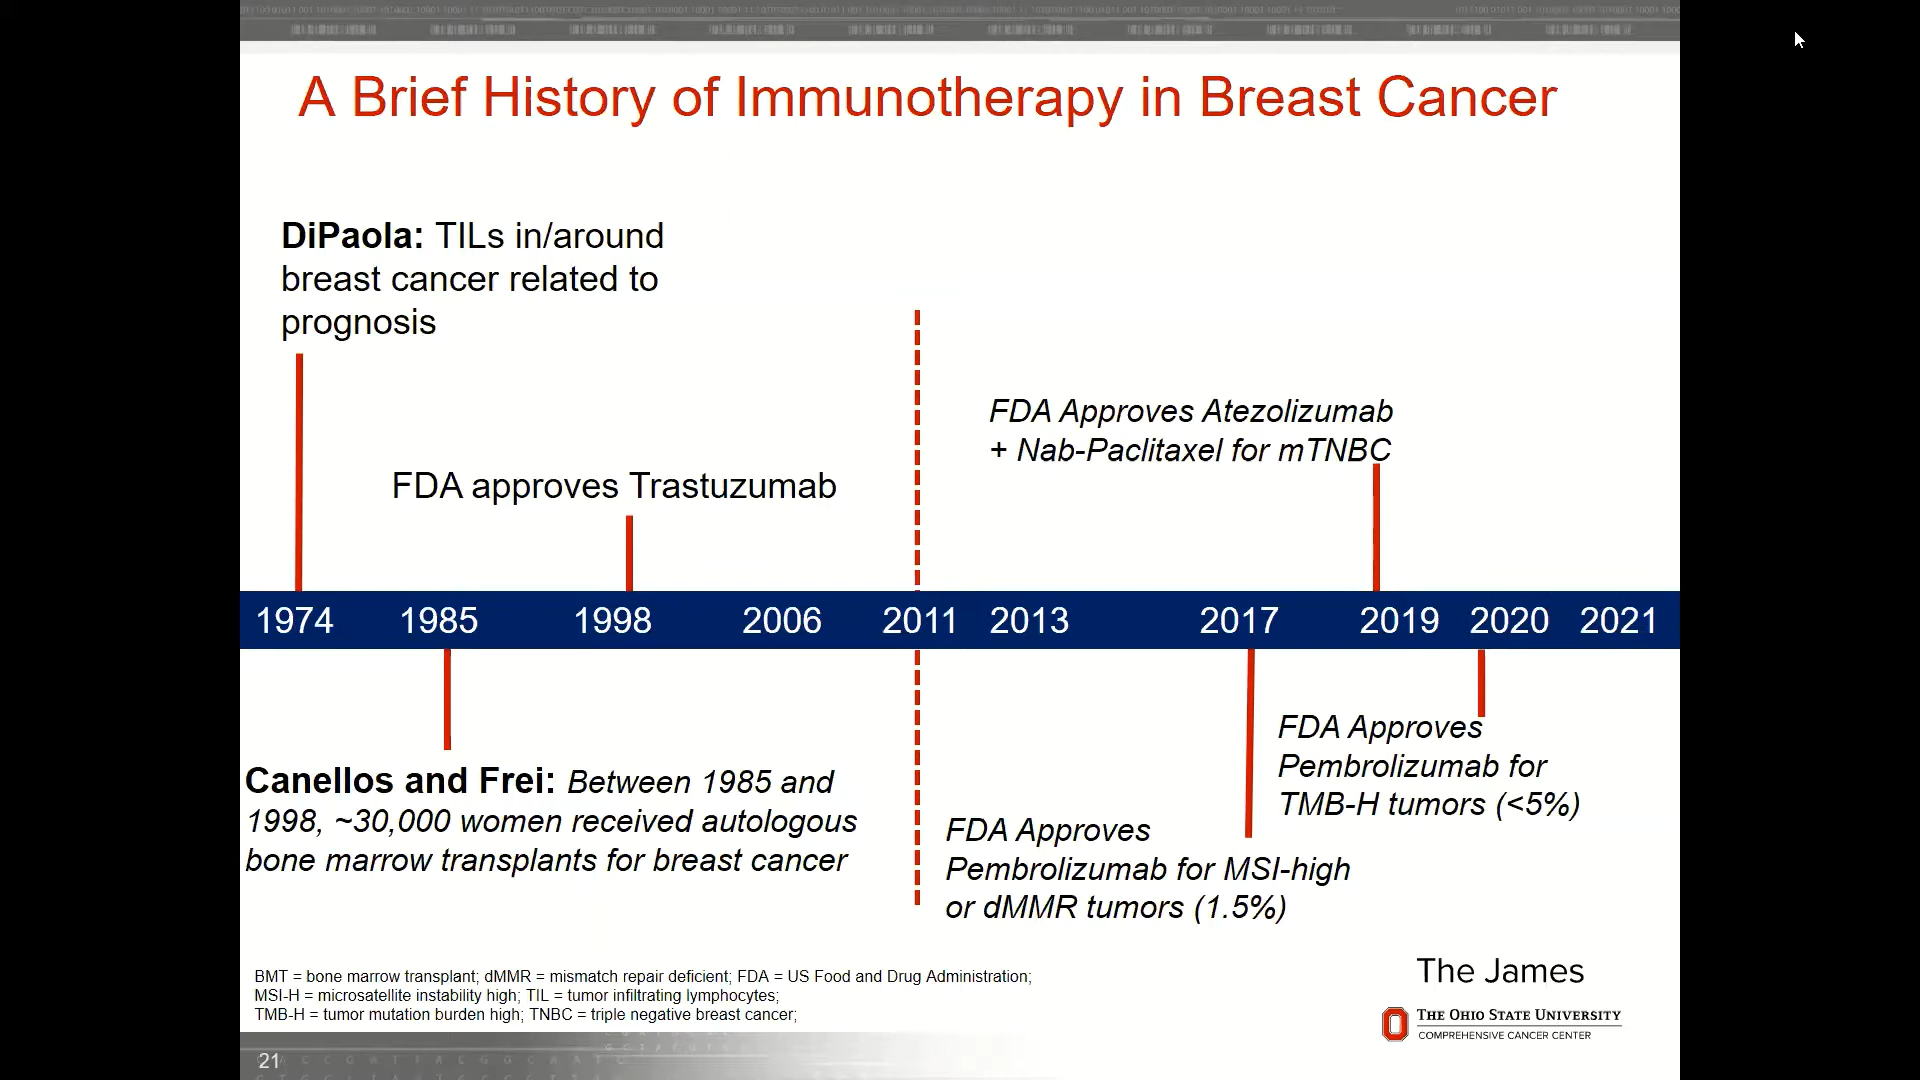 A Brief History of Immunotherapy in Breast Cancer
DiPaola: TILs in/around
breast cancer related to
prognosis
FDA Approves Atezolizumab
+ Nab-Paclitaxel for mTNBC
FDA approves Trastuzumab
1974 1985 1998 2006 2011 2013 2017 2019 2020 2021
FDA Approves
Pembrolizumab for
TMB-H tumors (<5%)
Canellos and Frei: Between 1985 and
1998, ~30,000 women received autologous
bone marrow transplants for breast cancer
FDA Approves
Pembrolizumab for MSI-high
or dMMR tumors (1.5%)
BMT = bone marrow transplant; dMMR = mismatch repair deficient; FDA = US Food and Drug Administration;
MSI-H = microsatellite instability high; TIL = tumor infiltrating lymphocytes;
TMB-H = tumor mutation burden high; TNBC = triple negative breast cancer;
The James
THE OHIO STATE UNIVERSITY
COMPREHENSIVE CANCER CENTER
21